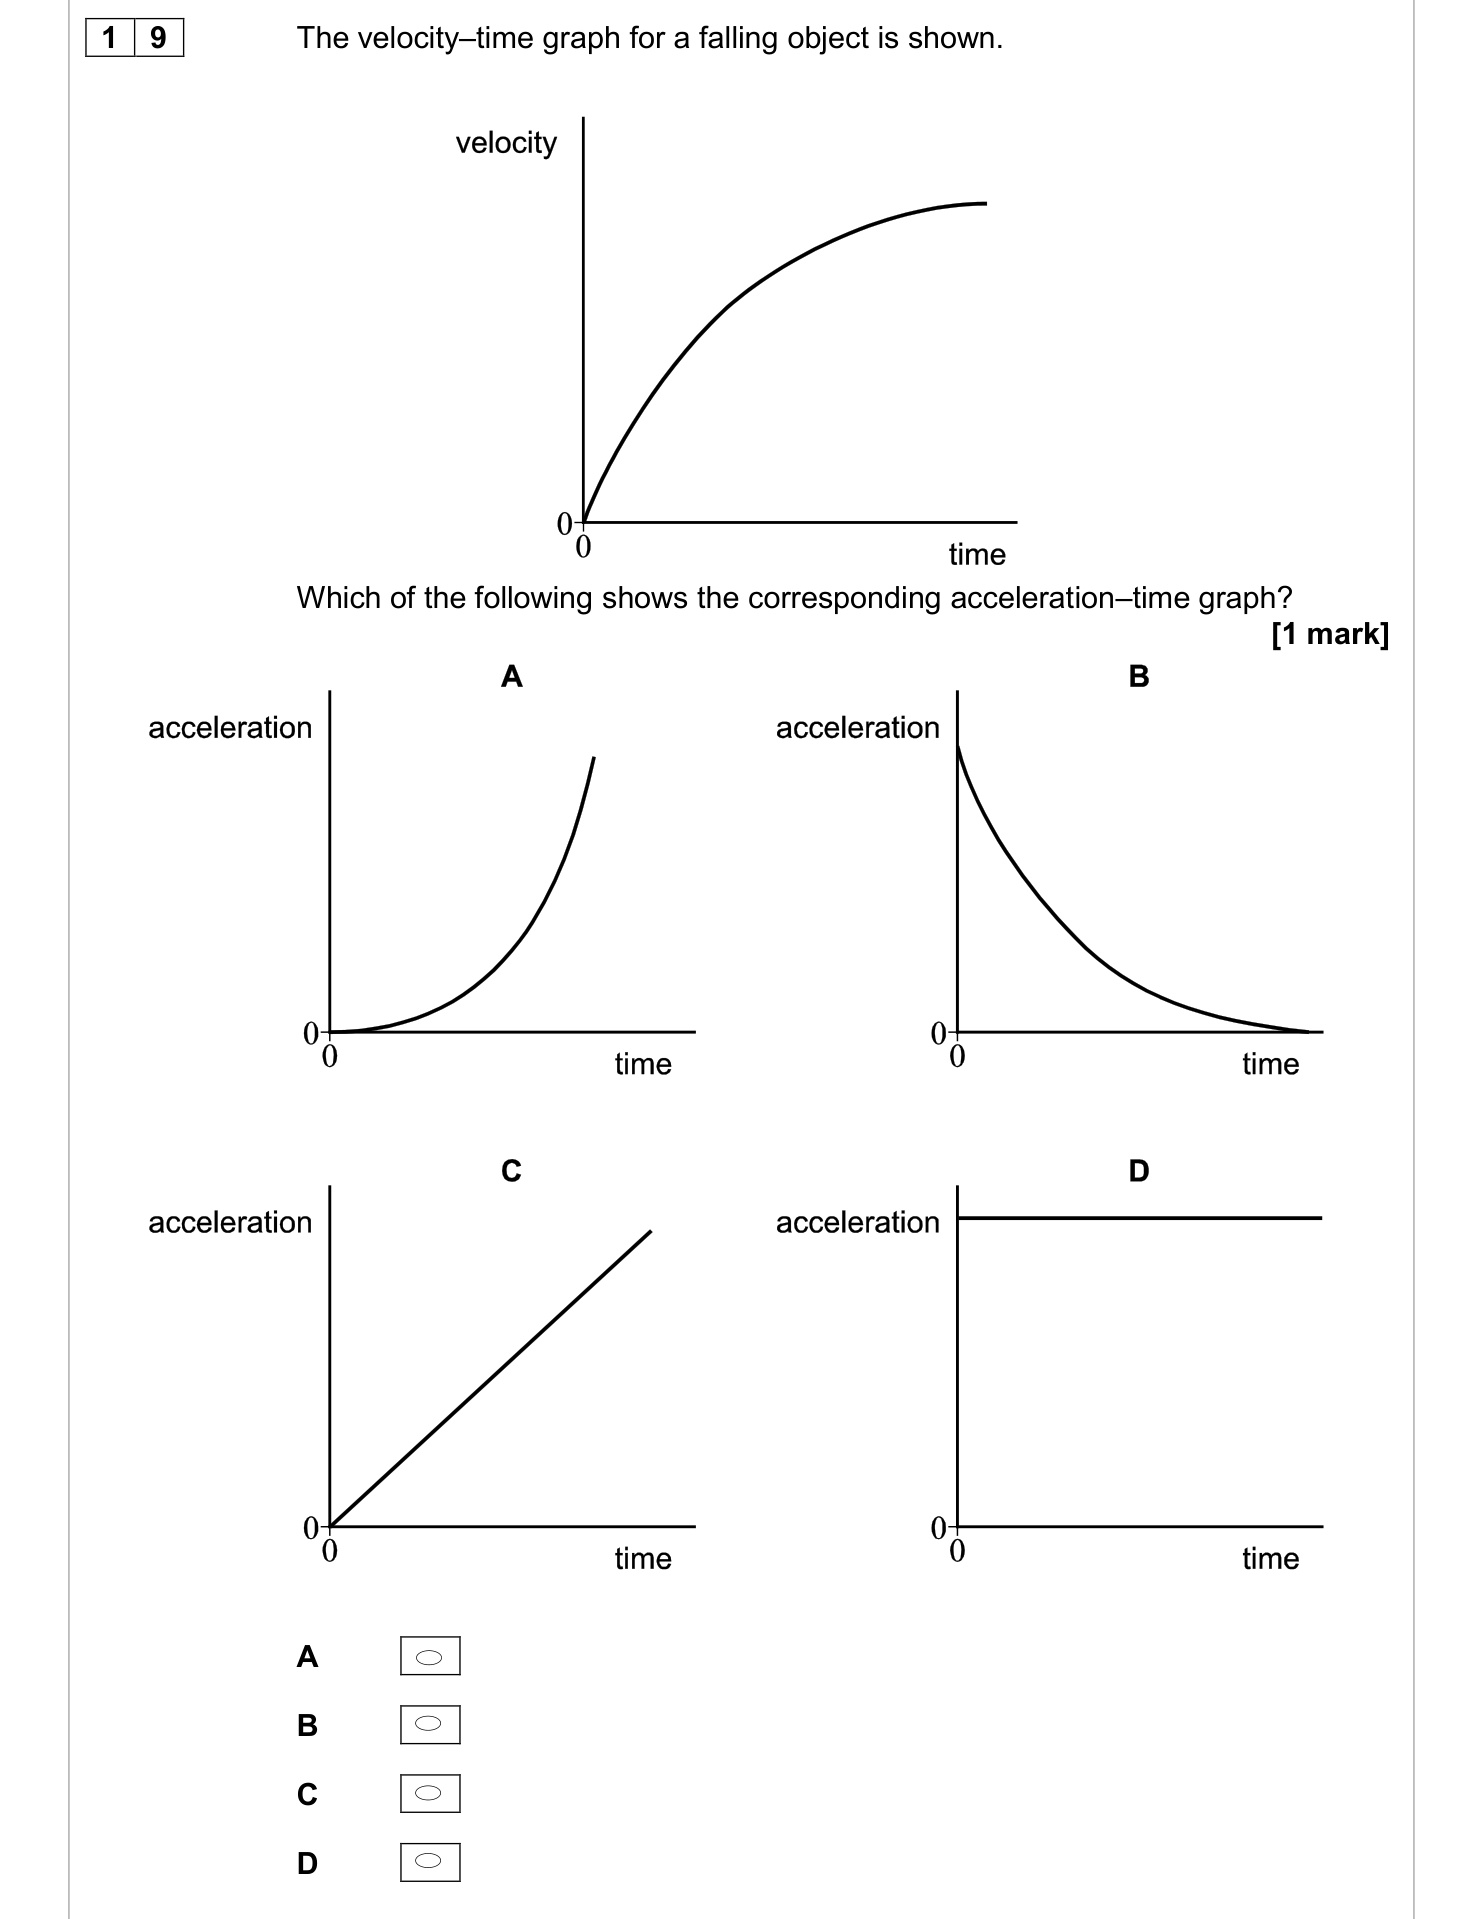 1 9 The velocity–time graph for a falling object is shown.
velocity
0
0
time
Which of the following shows the corresponding acceleration–time graph?
[1 mark]
A B
acceleration acceleration
0 0
0 0
time time
C D
acceleration acceleration
0 0
0 0
time time
A
B
C
D